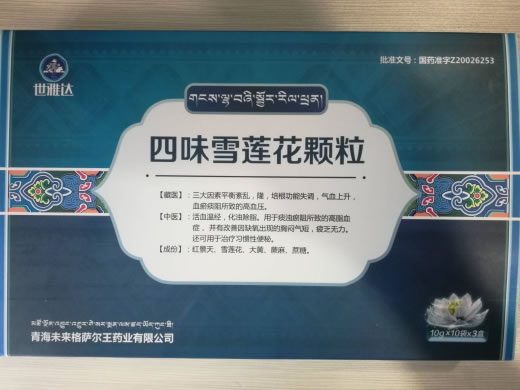 世雅达
批准文号：国药准字Z20026253
四味雪莲花颗粒
【藏医】：三大因素平衡紊乱，隆，培根功能失调，气血上升，
血瘀痰阻所致的高血压。
【中医】：活血温经，化浊除脂。用于痰浊瘀阻所致的高脂血
症， 并有改善因缺氧出现的胸闷气短，疲乏无力。
还可用于治疗习惯性便秘。
【成份】：红景天、雪莲花、大黄、蕨麻、蔗糖。
青海未来格萨尔王药业有限公司
10g×10袋×3盒